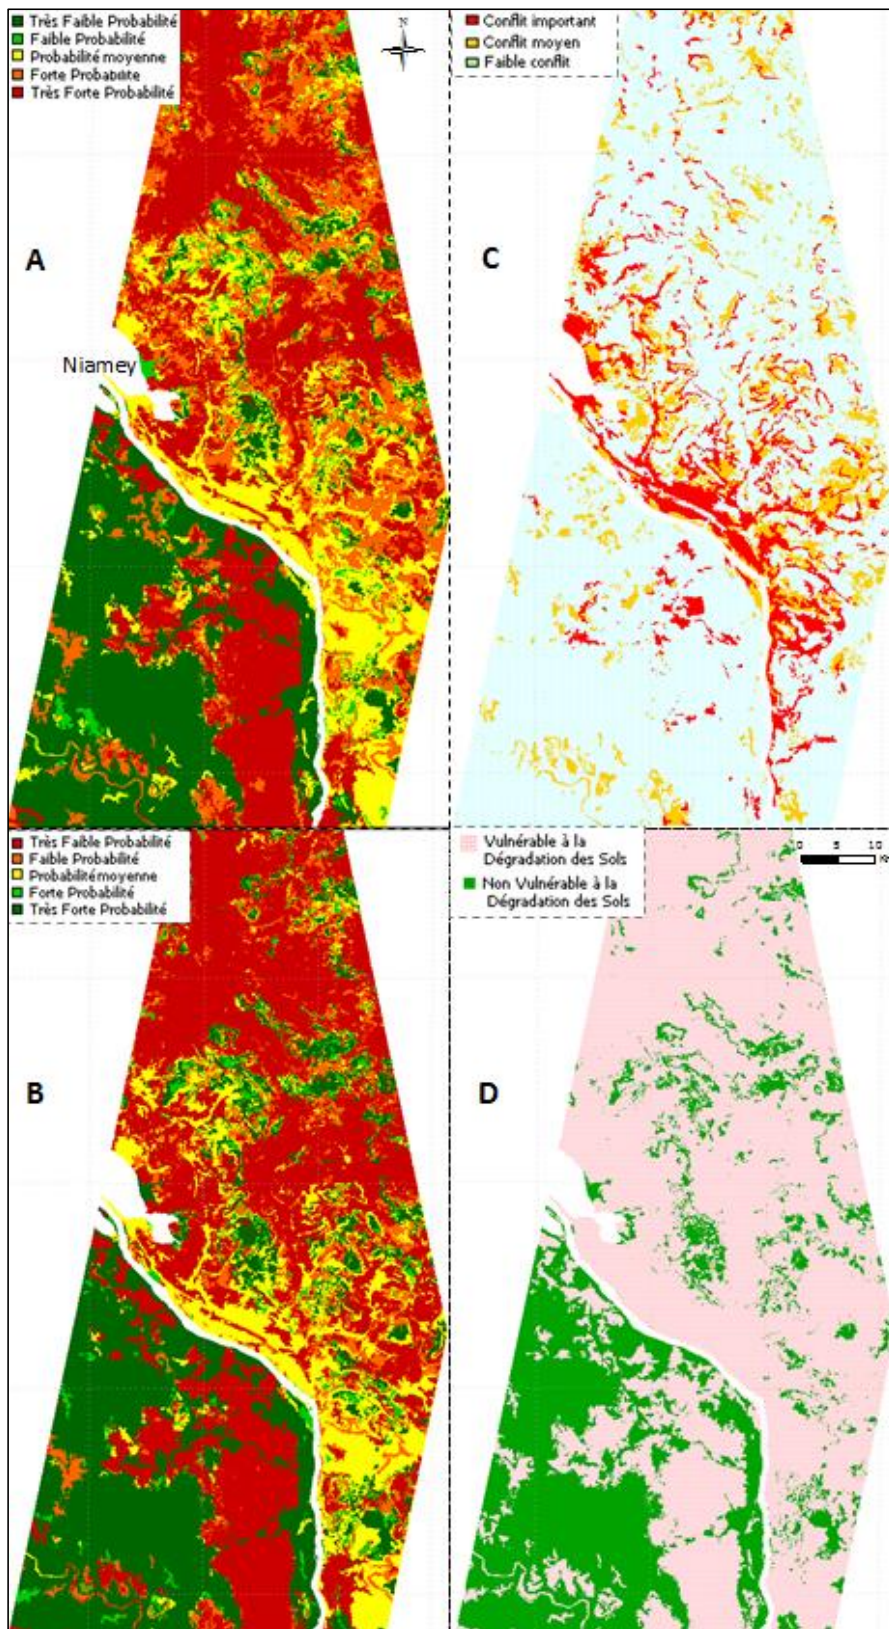 Très Faible Probabilité
Faible Probabilité
Probabilité moyenne
Forte Probabilite
Très Forte Probabilité
N
A
Niamey
Conflit important
Conflit moyen
Faible conflit
C
Très Faible Probabilité
Faible Probabilité
Probabilité moyenne
Forte Probabilité
Très Forte Probabilité
B
Vulnérable à la
Dégradation des Sols
Non Vulnérable à la
Dégradation des Sols
0 5 10
D